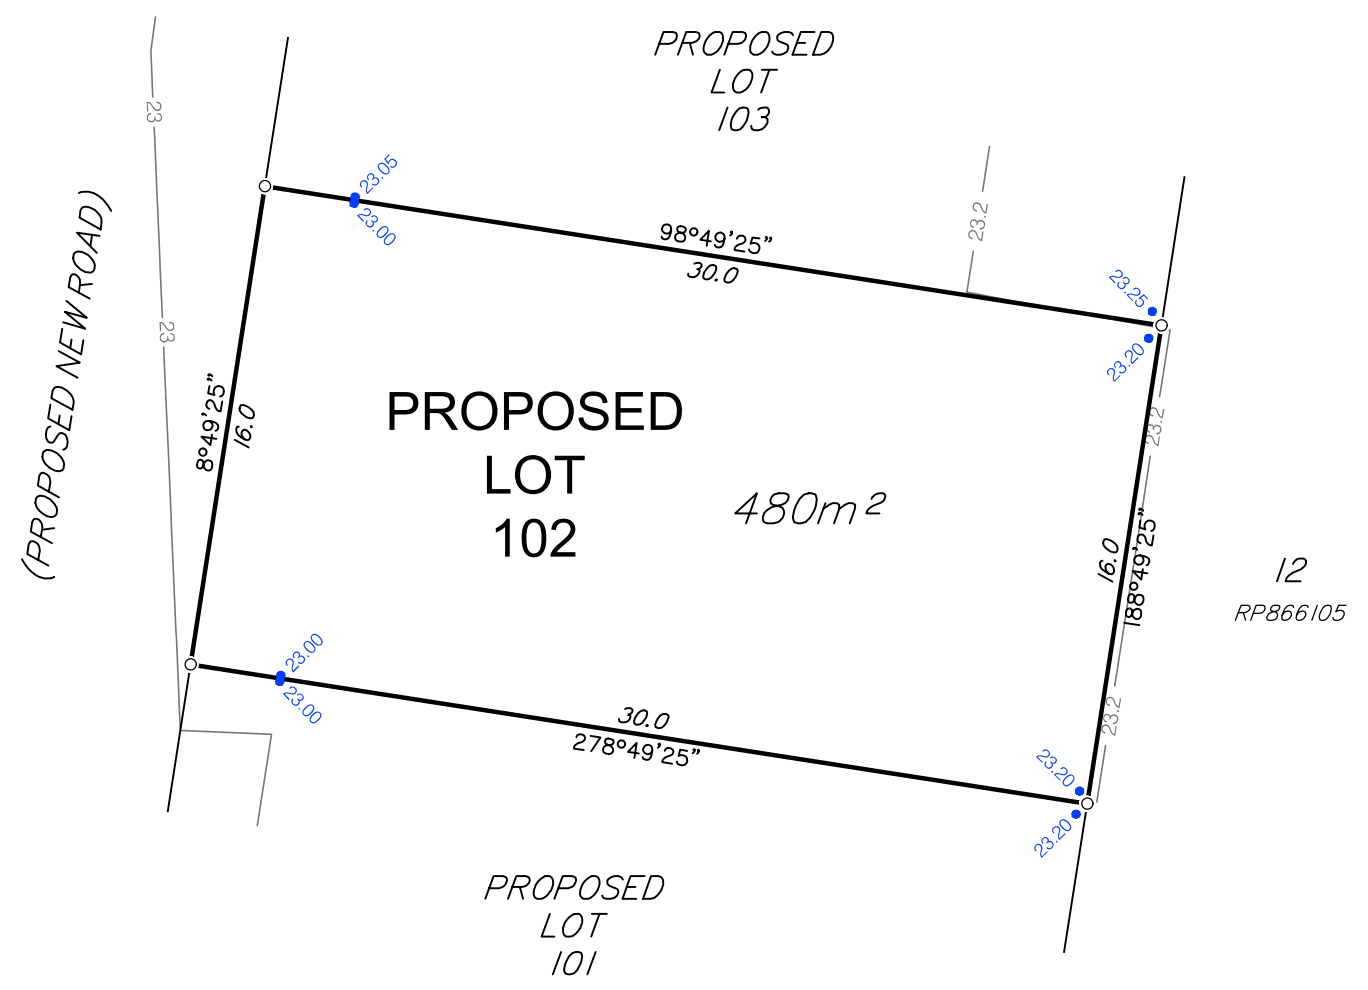 PROPOSED
LOT
103
23
23.05
23.00
98°49'25"
30.0
23.2
23.25
23.20
(PROPOSED NEW ROAD)
23
8°49'25"
16.0
PROPOSED
LOT
102
480m²
23.2
16.0
188°49'25"
12
RP866105
23.00
23.00
30.0
278°49'25"
23.2
23.20
23.20
PROPOSED
LOT
101